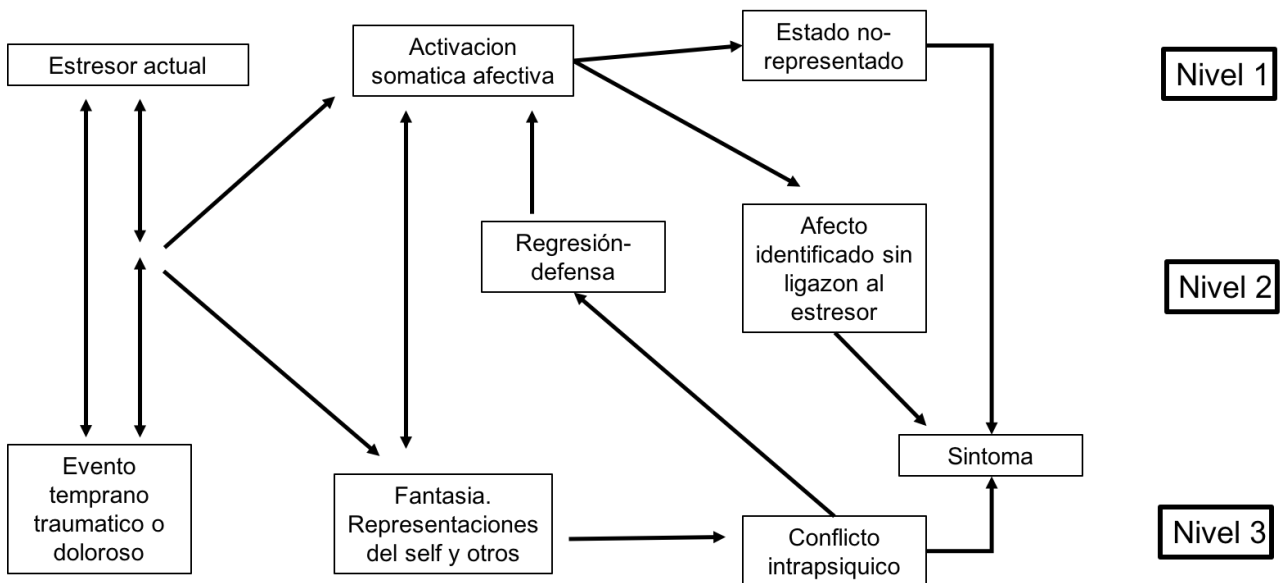 Estresor actual
Activacion
somatica afectiva
Estado no-
representado
Nivel 1
Regresión-
defensa
Afecto
identificado sin
ligazon al
estresor
Nivel 2
Evento
temprano
traumatico o
doloroso
Fantasia.
Representaciones
del self y otros
Conflicto
intrapsiquico
Sintoma
Nivel 3